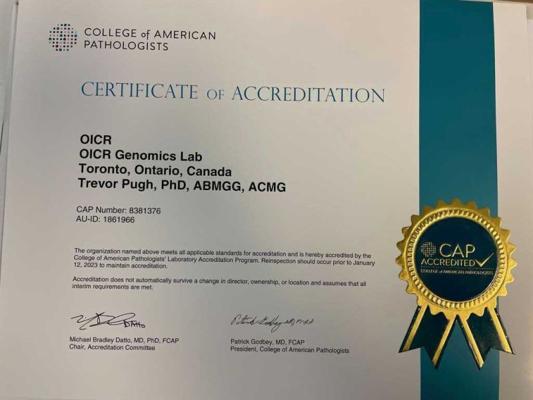 COLLEGE of AMERICAN
PATHOLOGISTS
CERTIFICATE OF ACCREDITATION
OICR
OICR Genomics Lab
Toronto, Ontario, Canada
Trevor Pugh, PhD, ABMGG, ACMG
CAP Number: 8381376
AU-ID: 1861966
The organization named above meets all applicable standards for accreditation and is hereby accredited by the
College of American Pathologists' Laboratory Accreditation Program. Reinspection should occur prior to January
12, 2023 to maintain accreditation.
Accreditation does not automatically survive a change in director, ownership, or location and assumes that all
interim requirements are met.
Michael Bradley Datto, MD, PhD, FCAP
Chair, Accreditation Committee
Patrick Godbey, MD, FCAP
President, College of American Pathologists
CAP
ACCREDITED
COLLEGE of AMERICAN PATHOLOGISTS